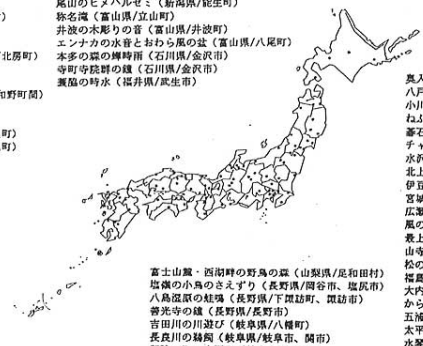 尾山のヒメハルゼミ（新潟県/能生町）
称名滝（富山県/立山町）
井波の木彫りの音（富山県/井波町）
エンナカの水音とおわら風の盆（富山県/八尾町）
本多の森の蝉時雨（石川県/金沢市）
寺町寺院群の鐘（石川県/金沢市）
蓑脇の時水（福井県/武生市）
/北房町）
和野町間）
町）
町）
奥入
八戸
小川
ねぶ
碁石
チャ
水沢
北上
伊豆
宮城
広瀬
風の
最上
山寺
松の
福島
大内
からむ
五浦
太平
水琴
富士山麓・西湖畔の野鳥の森（山梨県/足和田村）
塩嶺の小鳥のさえずり（長野県/岡谷市、塩尻市）
八島湿原の蛙鳴（長野県/下諏訪町、諏訪市）
善光寺の鐘（長野県/長野市）
吉田川の川遊び（岐阜県/八幡町）
長良川の鵜飼（岐阜県/岐阜市、関市）